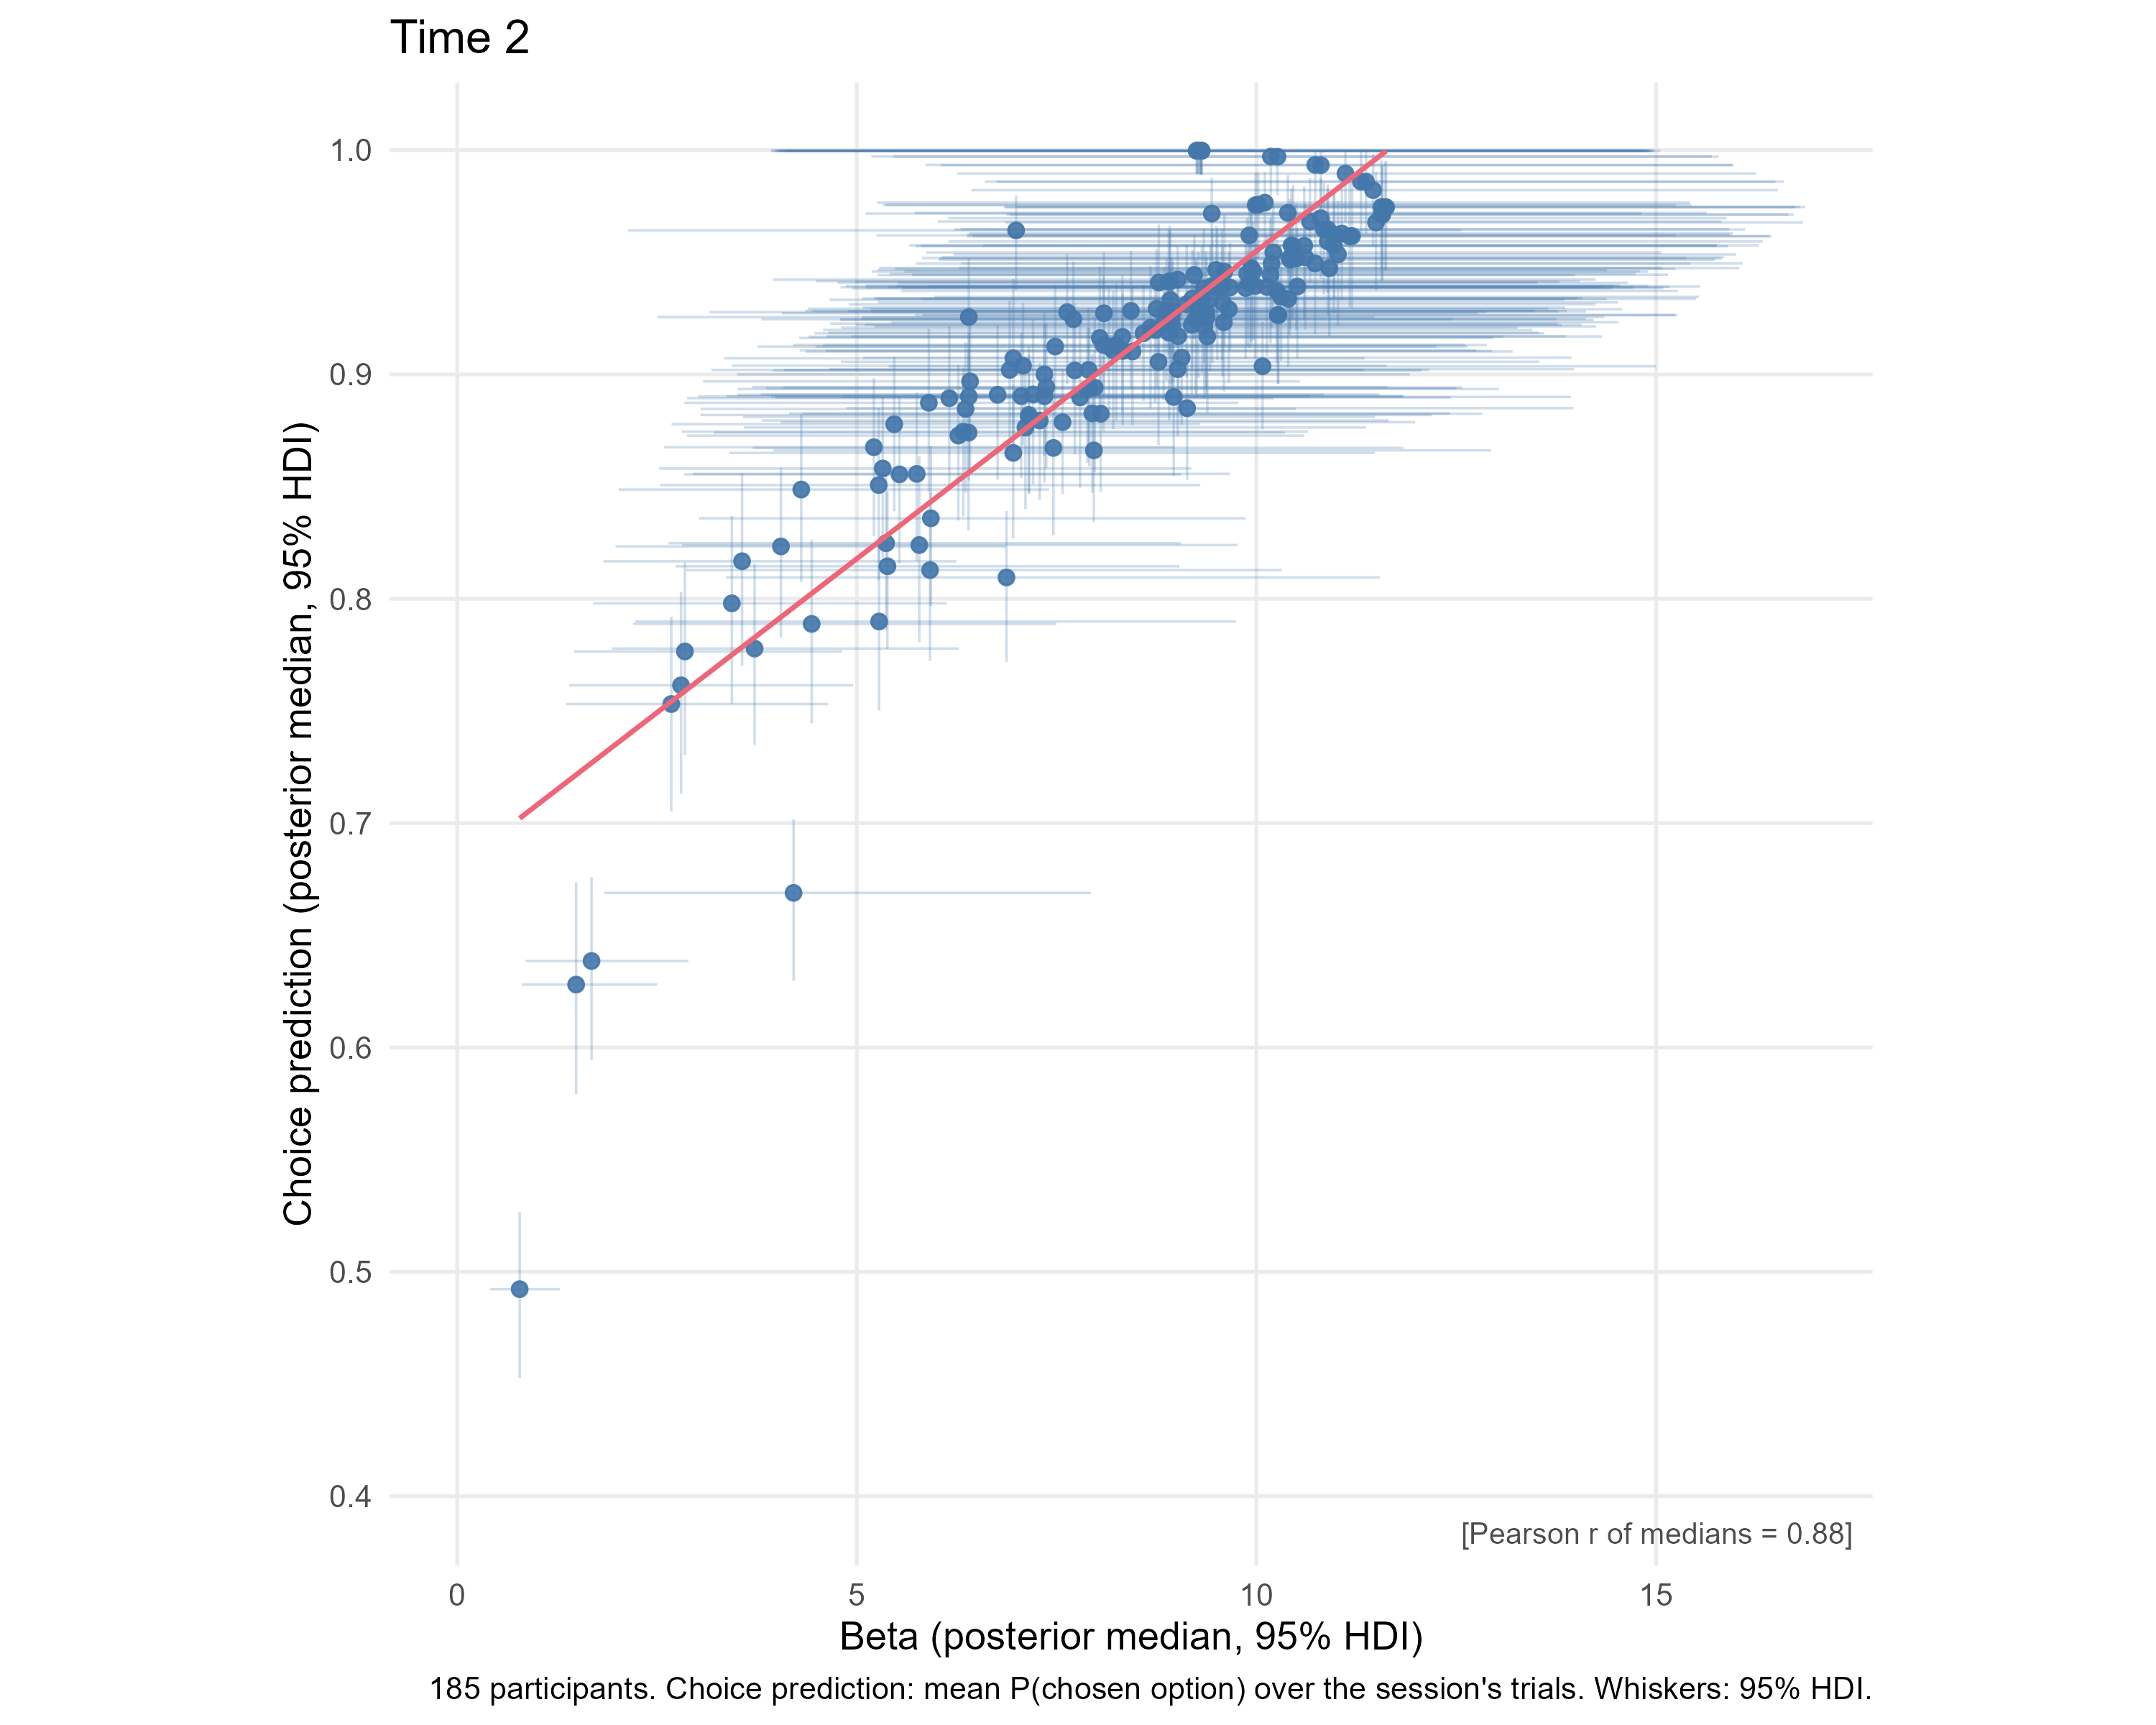 Time 2
Choice prediction (posterior median, 95% HDI)
1.0
0.9
0.8
0.7
0.6
0.5
0.4
[Pearson r of medians = 0.88]
0
5
10
15
Beta (posterior median, 95% HDI)
185 participants. Choice prediction: mean P(chosen option) over the session's trials. Whiskers: 95% HDI.